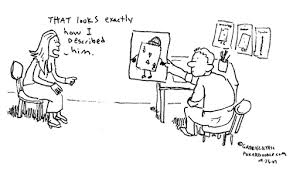 THAT looks exactly
how I
described
him.